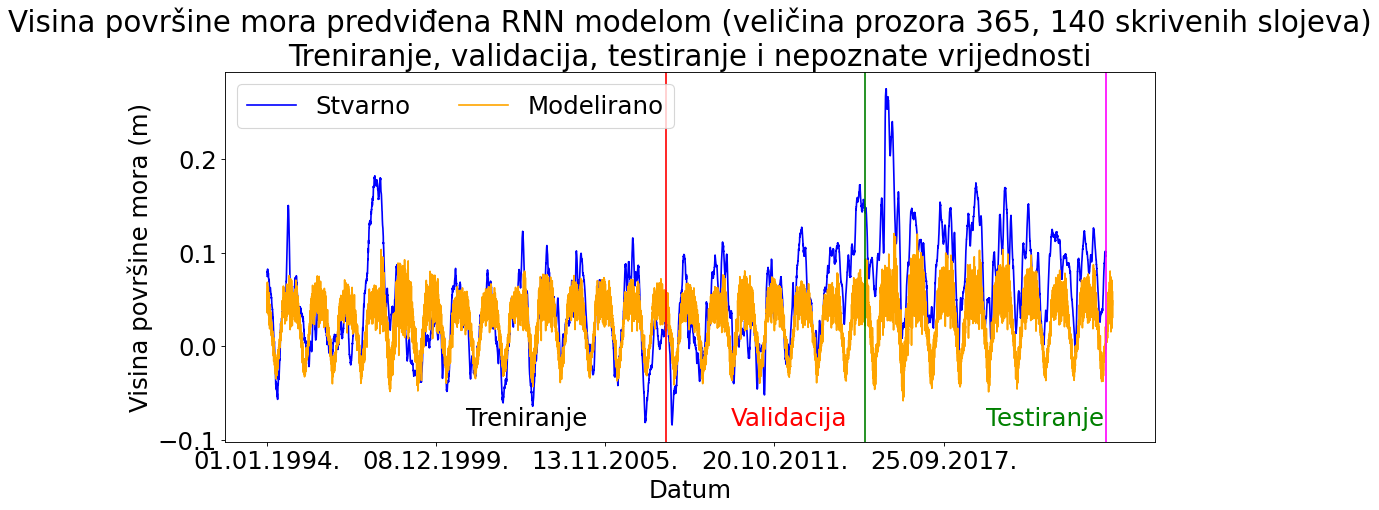 Visina površine mora predviđena RNN modelom (veličina prozora 365, 140 skrivenih slojeva)
Treniranje, validacija, testiranje i nepoznate vrijednosti
Stvarno
Modelirano
Visina površine mora (m)
0.2
0.1
0.0
−0.1
Treniranje
Validacija
Testiranje
01.01.1994.
08.12.1999.
13.11.2005.
20.10.2011.
25.09.2017.
Datum